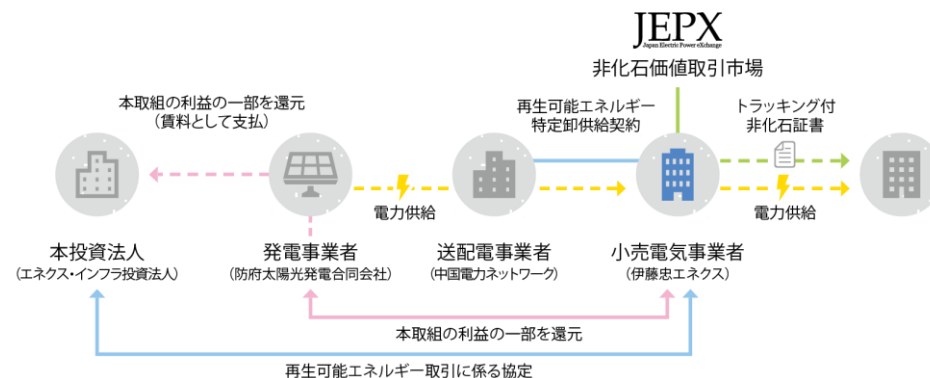 JEPX
Japan Electric Power eXchange
非化石価値取引市場
本取組の利益の一部を還元
(賃料として支払)
再生可能エネルギー
特定卸供給契約
トラッキング付
非化石証書
電力供給
電力供給
本投資法人
(エネクス・インフラ投資法人)
発電事業者
(防府太陽光発電合同会社)
送配電事業者
(中国電力ネットワーク)
小売電気事業者
(伊藤忠エネクス)
本取組の利益の一部を還元
再生可能エネルギー取引に係る協定